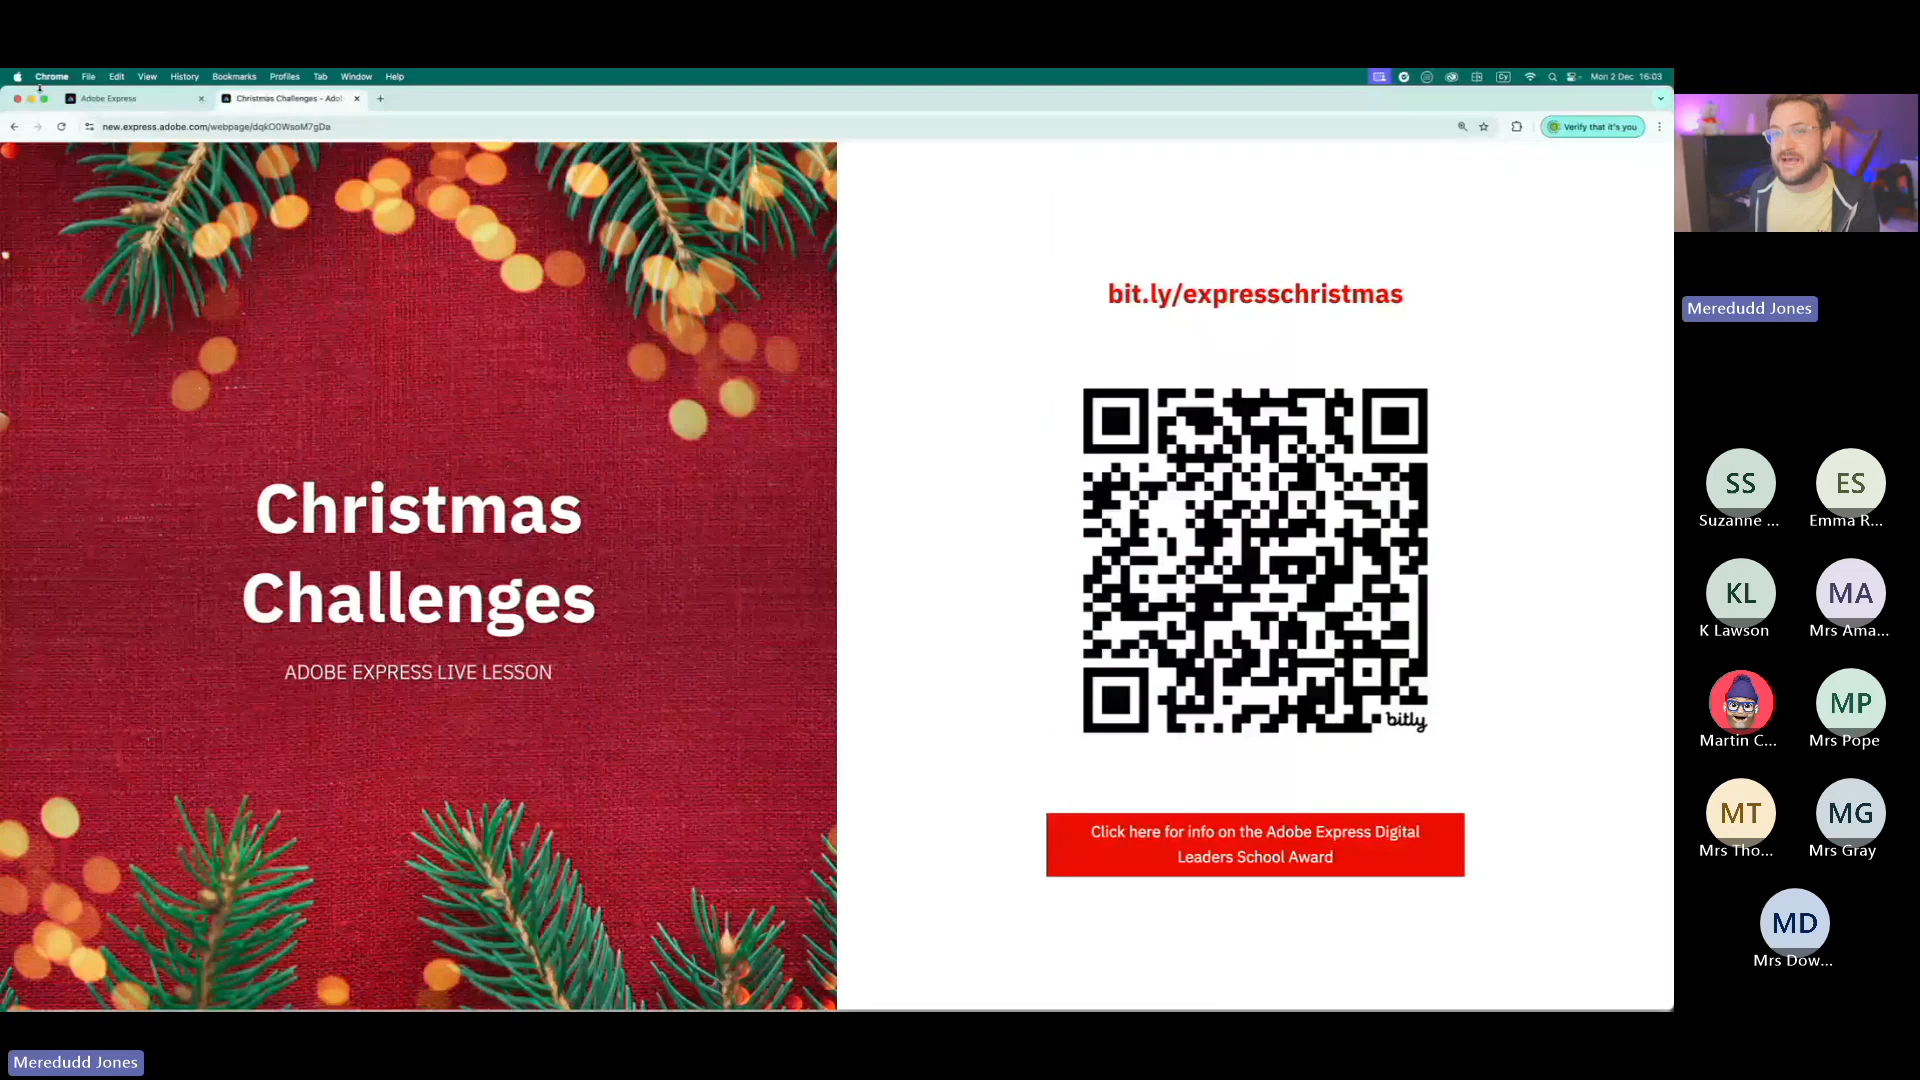 Chrome File Edit View History Bookmarks Profiles Tab Window Help
Cy Mon 2 Dec 16:03
Adobe Express
Christmas Challenges - Adob
new.express.adobe.com/webpage/dqkO0WsoM7gDa
Verify that it's you
Christmas
Challenges
ADOBE EXPRESS LIVE LESSON
bit.ly/expresschristmas
bitly
Click here for info on the Adobe Express Digital
Leaders School Award
Meredudd Jones
SS
Suzanne ...
ES
Emma R...
KL
K Lawson
MA
Mrs Ama...
Martin C...
MP
Mrs Pope
MT
Mrs Tho...
MG
Mrs Gray
MD
Mrs Dow...
Meredudd Jones